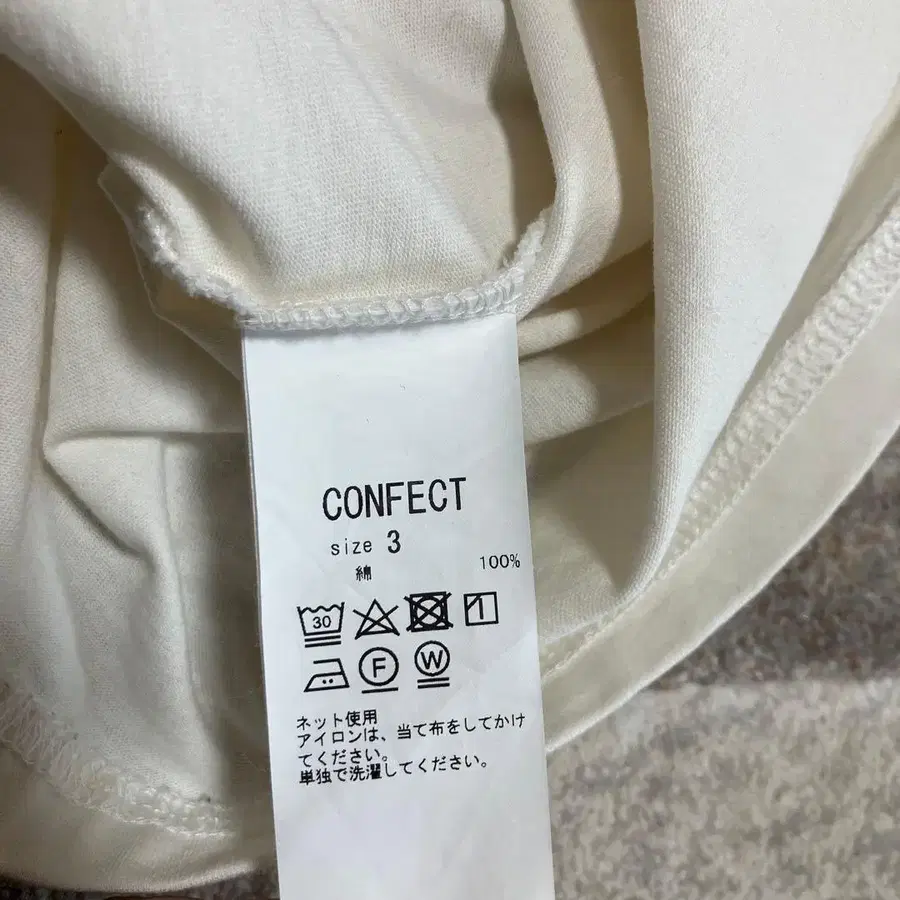 CONFECT
size 3
綿 100%
30
F W
ネット使用
アイロンは、当て布をしてかけ
てください。
単独で洗濯してください。